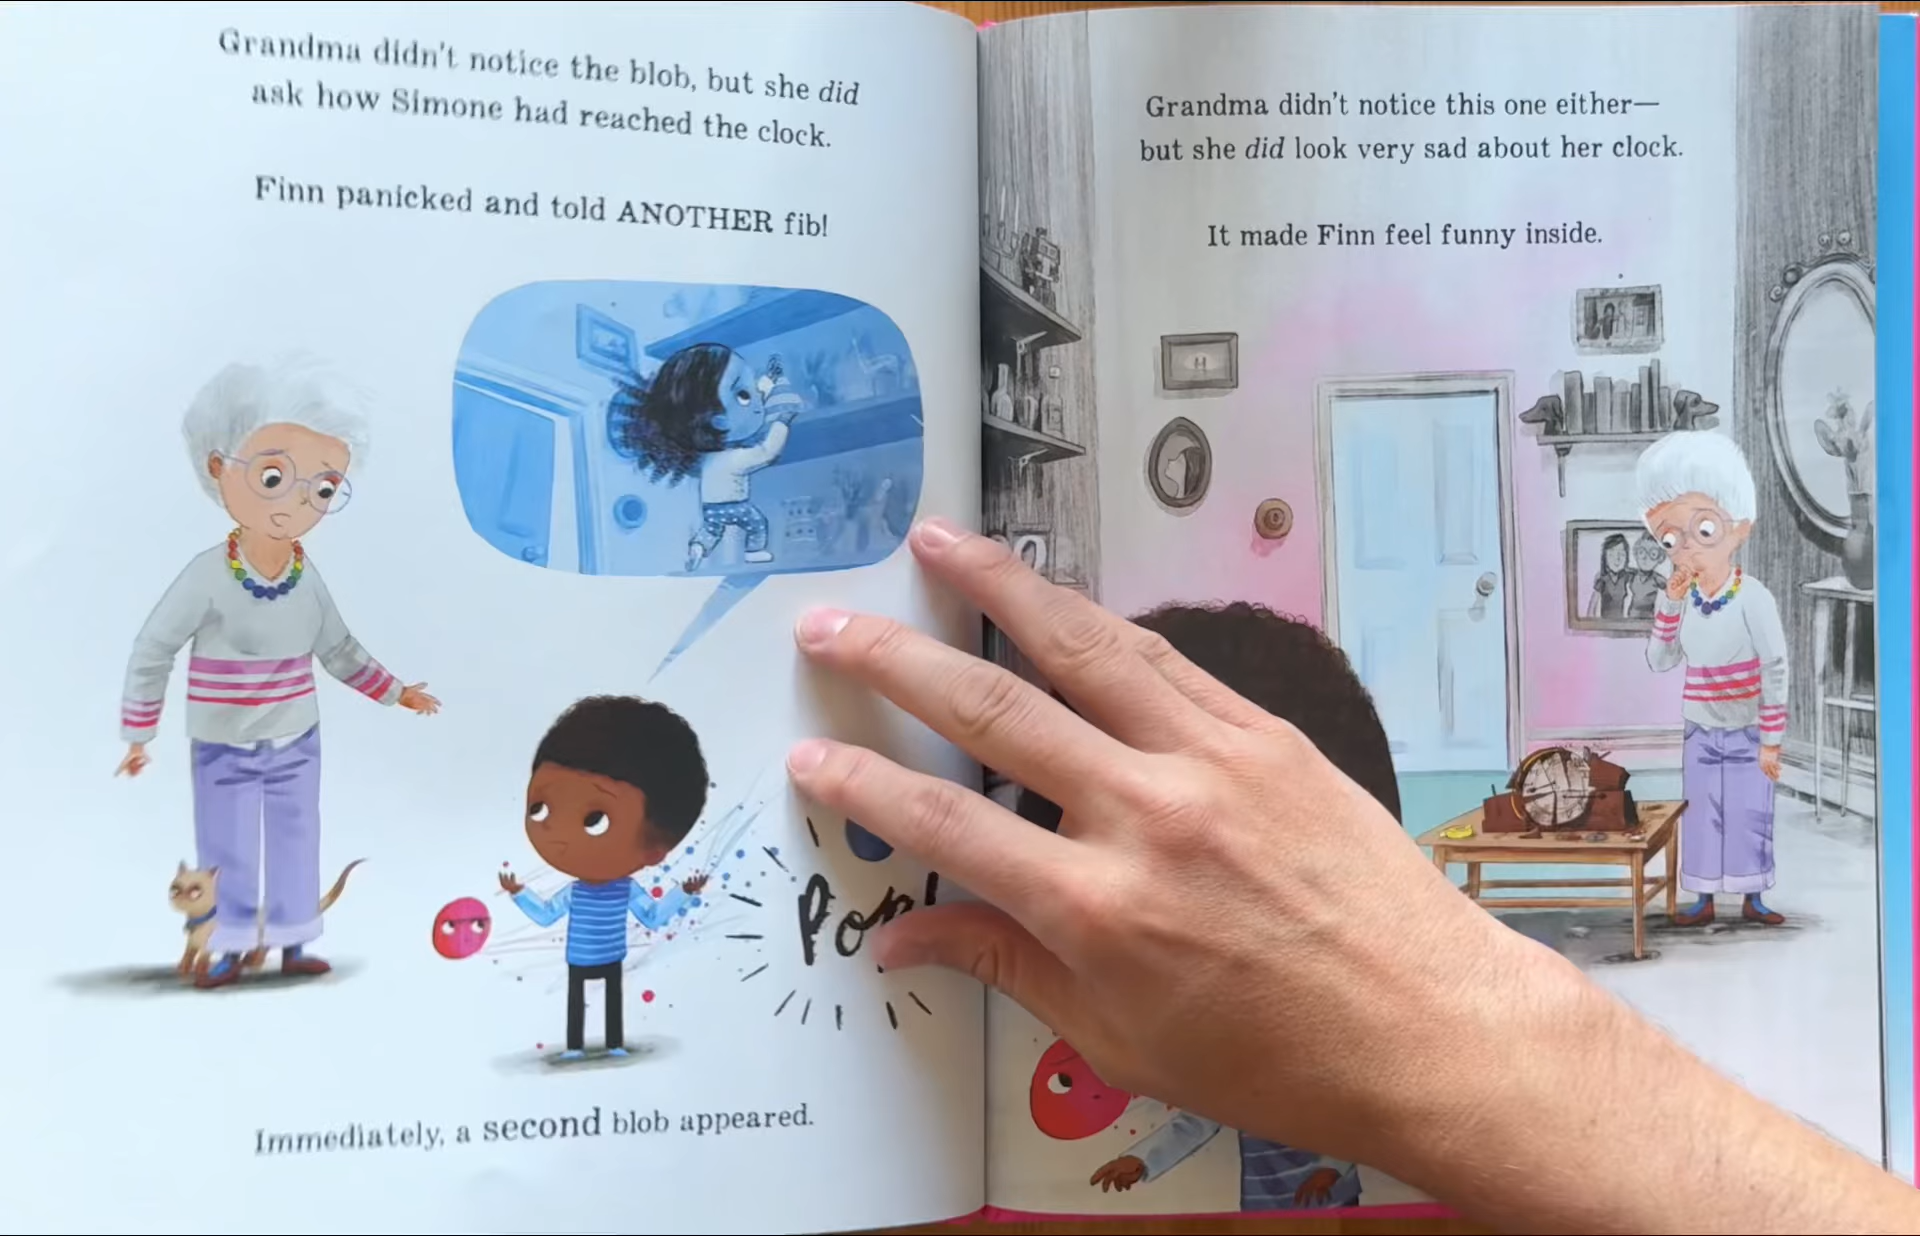 Grandma didn't notice the blob, but she did
ask how Simone had reached the clock.
Finn panicked and told ANOTHER fib!
Pop!
Immediately, a second blob appeared.
Grandma didn't notice this one either—
but she did look very sad about her clock.
It made Finn feel funny inside.